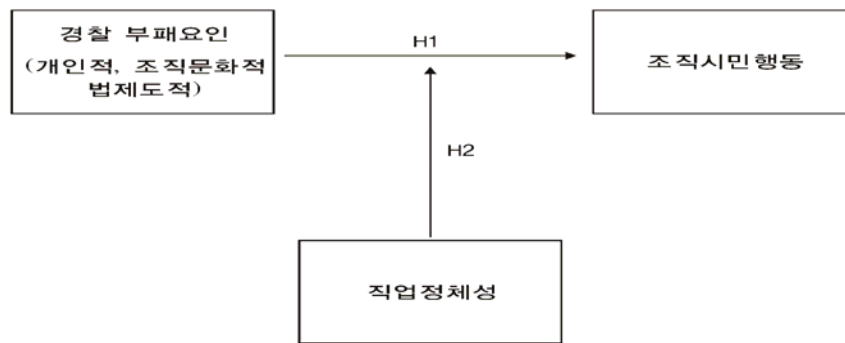 경찰 부패요인
(개인적, 조직문화적
법제도적)
H1
조직시민행동
H2
직업정체성